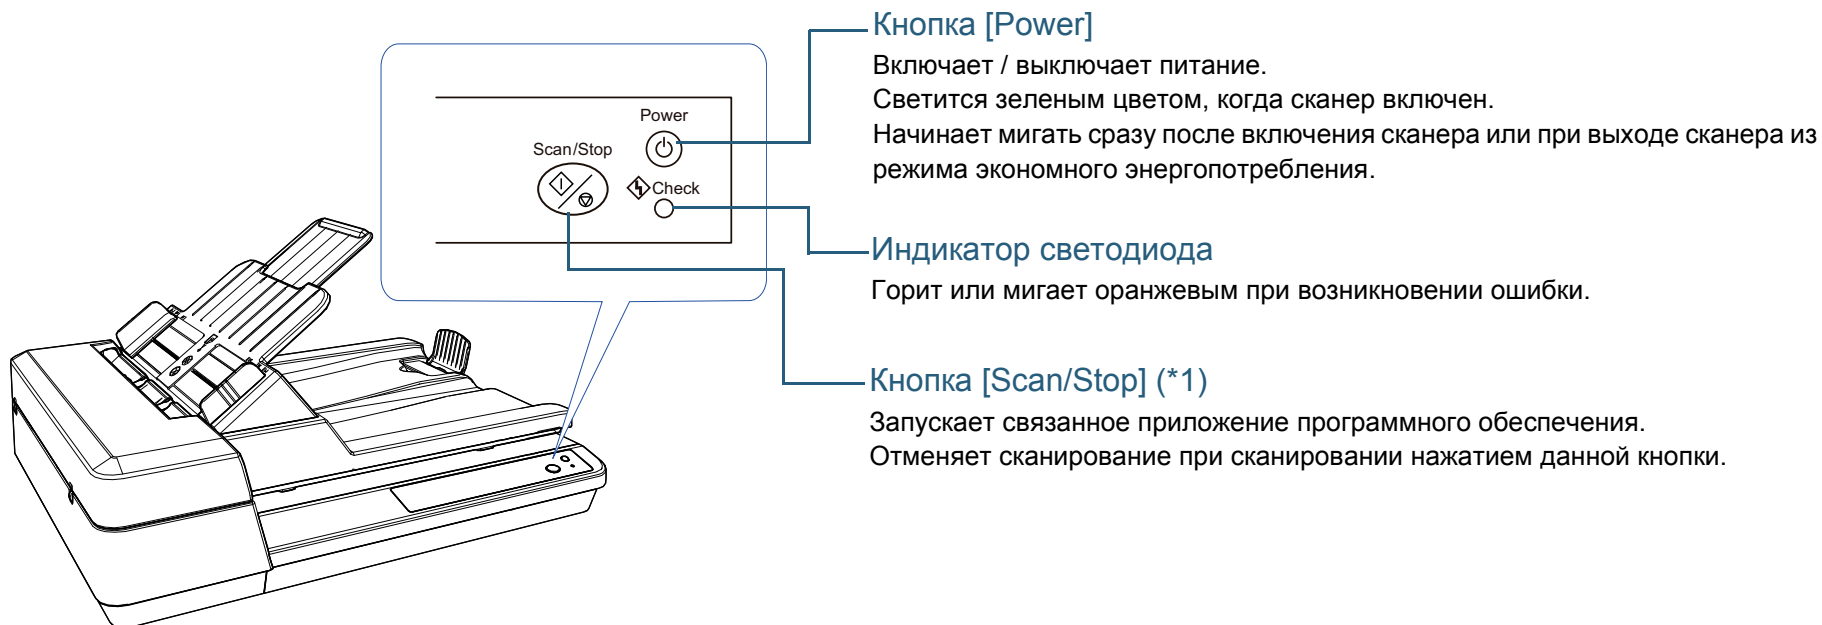 Кнопка [Power]
Включает / выключает питание.
Светится зеленым цветом, когда сканер включен.
Начинает мигать сразу после включения сканера или при выходе сканера из
режима экономного энергопотребления.
Power
Scan/Stop
Check
Индикатор светодиода
Горит или мигает оранжевым при возникновении ошибки.
Кнопка [Scan/Stop] (*1)
Запускает связанное приложение программного обеспечения.
Отменяет сканирование при сканировании нажатием данной кнопки.